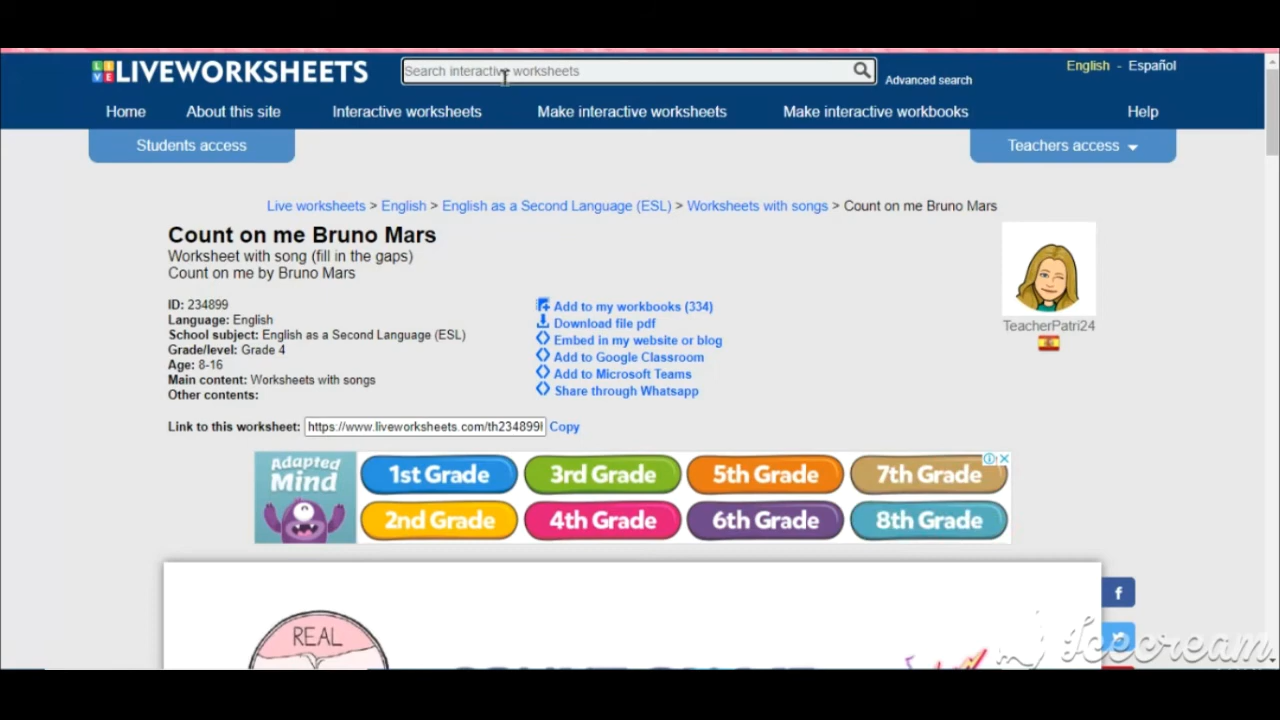 LIVE
LIVEWORKSHEETS
Search interactive worksheets
Advanced search
English - Español
Home
About this site
Interactive worksheets
Make interactive worksheets
Make interactive workbooks
Help
Students access
Teachers access
Live worksheets > English > English as a Second Language (ESL) > Worksheets with songs > Count on me Bruno Mars
Count on me Bruno Mars
Worksheet with song (fill in the gaps)
Count on me by Bruno Mars
TeacherPatri24
ID: 234899
Language: English
School subject: English as a Second Language (ESL)
Grade/level: Grade 4
Age: 8-16
Main content: Worksheets with songs
Other contents:
Add to my workbooks (334)
Download file pdf
Embed in my website or blog
Add to Google Classroom
Add to Microsoft Teams
Share through Whatsapp
Link to this worksheet: https://www.liveworksheets.com/th234899 Copy
Adapted
Mind
1st Grade
3rd Grade
5th Grade
7th Grade
2nd Grade
4th Grade
6th Grade
8th Grade
REAL
f
Icecream